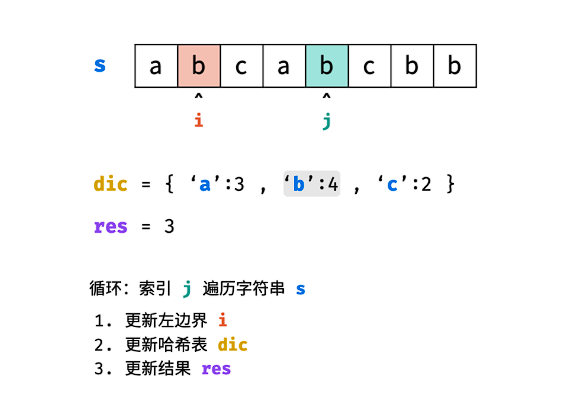 s a b c a b c b b
^ ^
i j
dic = { ‘a’:3 , ‘b’:4 , ‘c’:2 }
res = 3
循环: 索引 j 遍历字符串 s
1. 更新左边界 i
2. 更新哈希表 dic
3. 更新结果 res